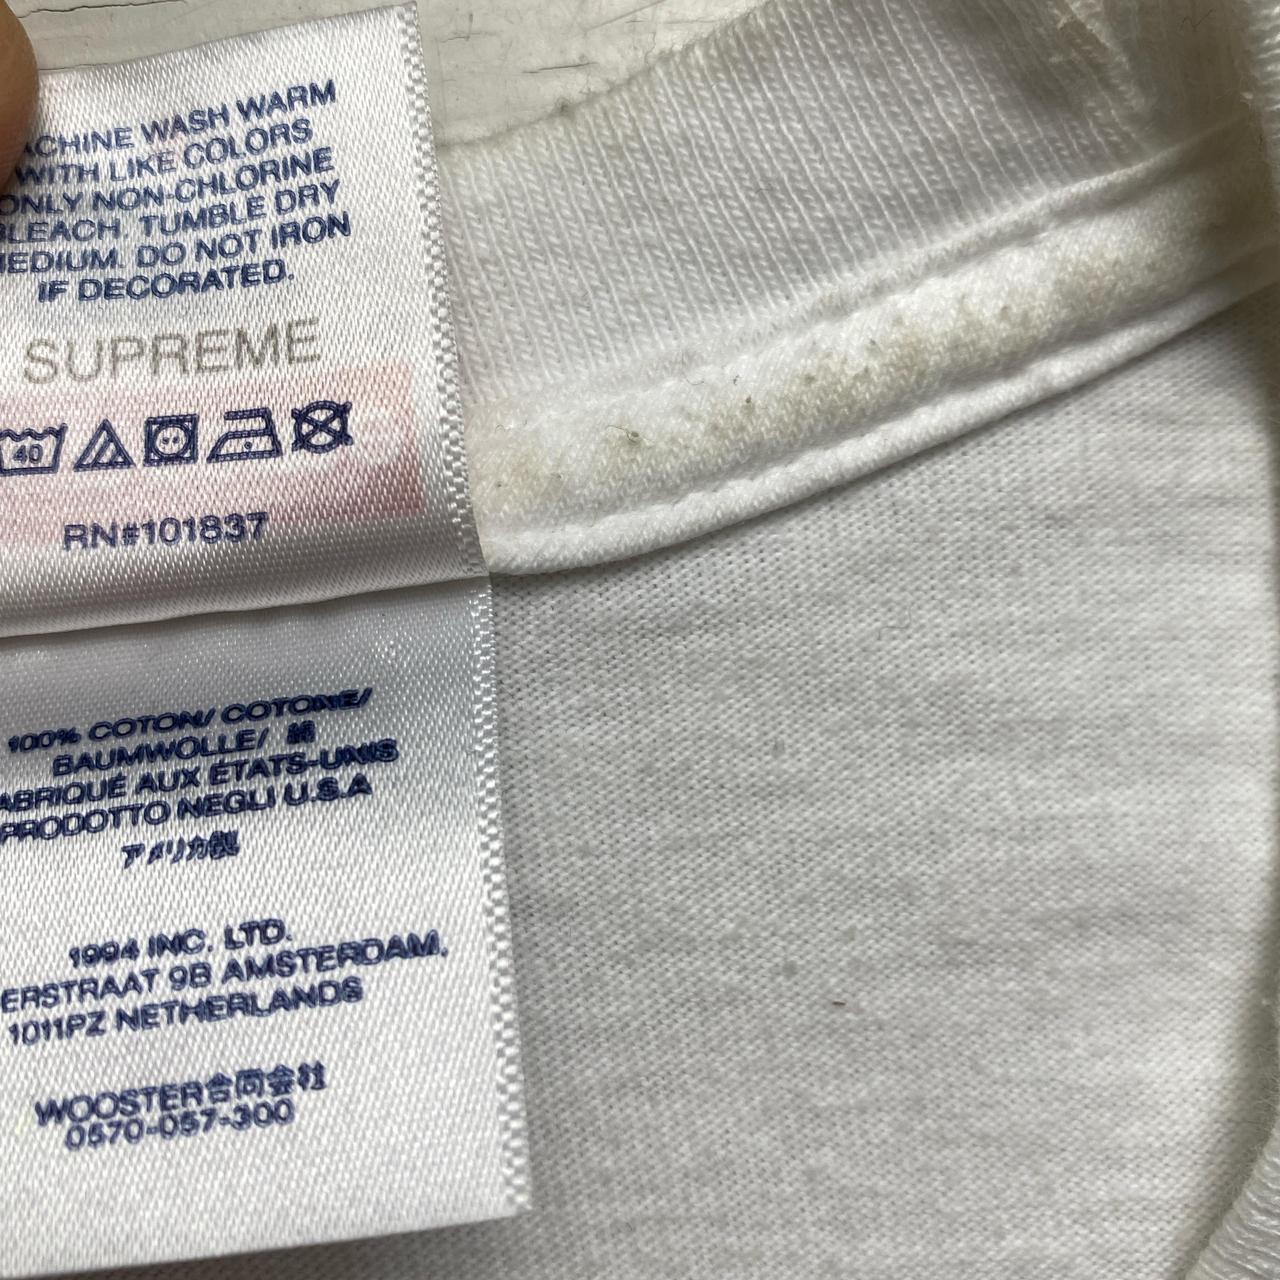 ACHINE WASH WARM
WITH LIKE COLORS
ONLY NON-CHLORINE
BLEACH. TUMBLE DRY
MEDIUM. DO NOT IRON
IF DECORATED.
SUPREME
40
RN#101837
100% COTON/ COTONE/
BAUMWOLLE/ 綿
ABRIQUÉ AUX ÉTATS-UNIS
PRODOTTO NEGLI U.S.A
アメリカ製
1994 INC. LTD.
ERSTRAAT 9B AMSTERDAM.
1011PZ NETHERLANDS
WOOSTER合同会社
0570-057-300